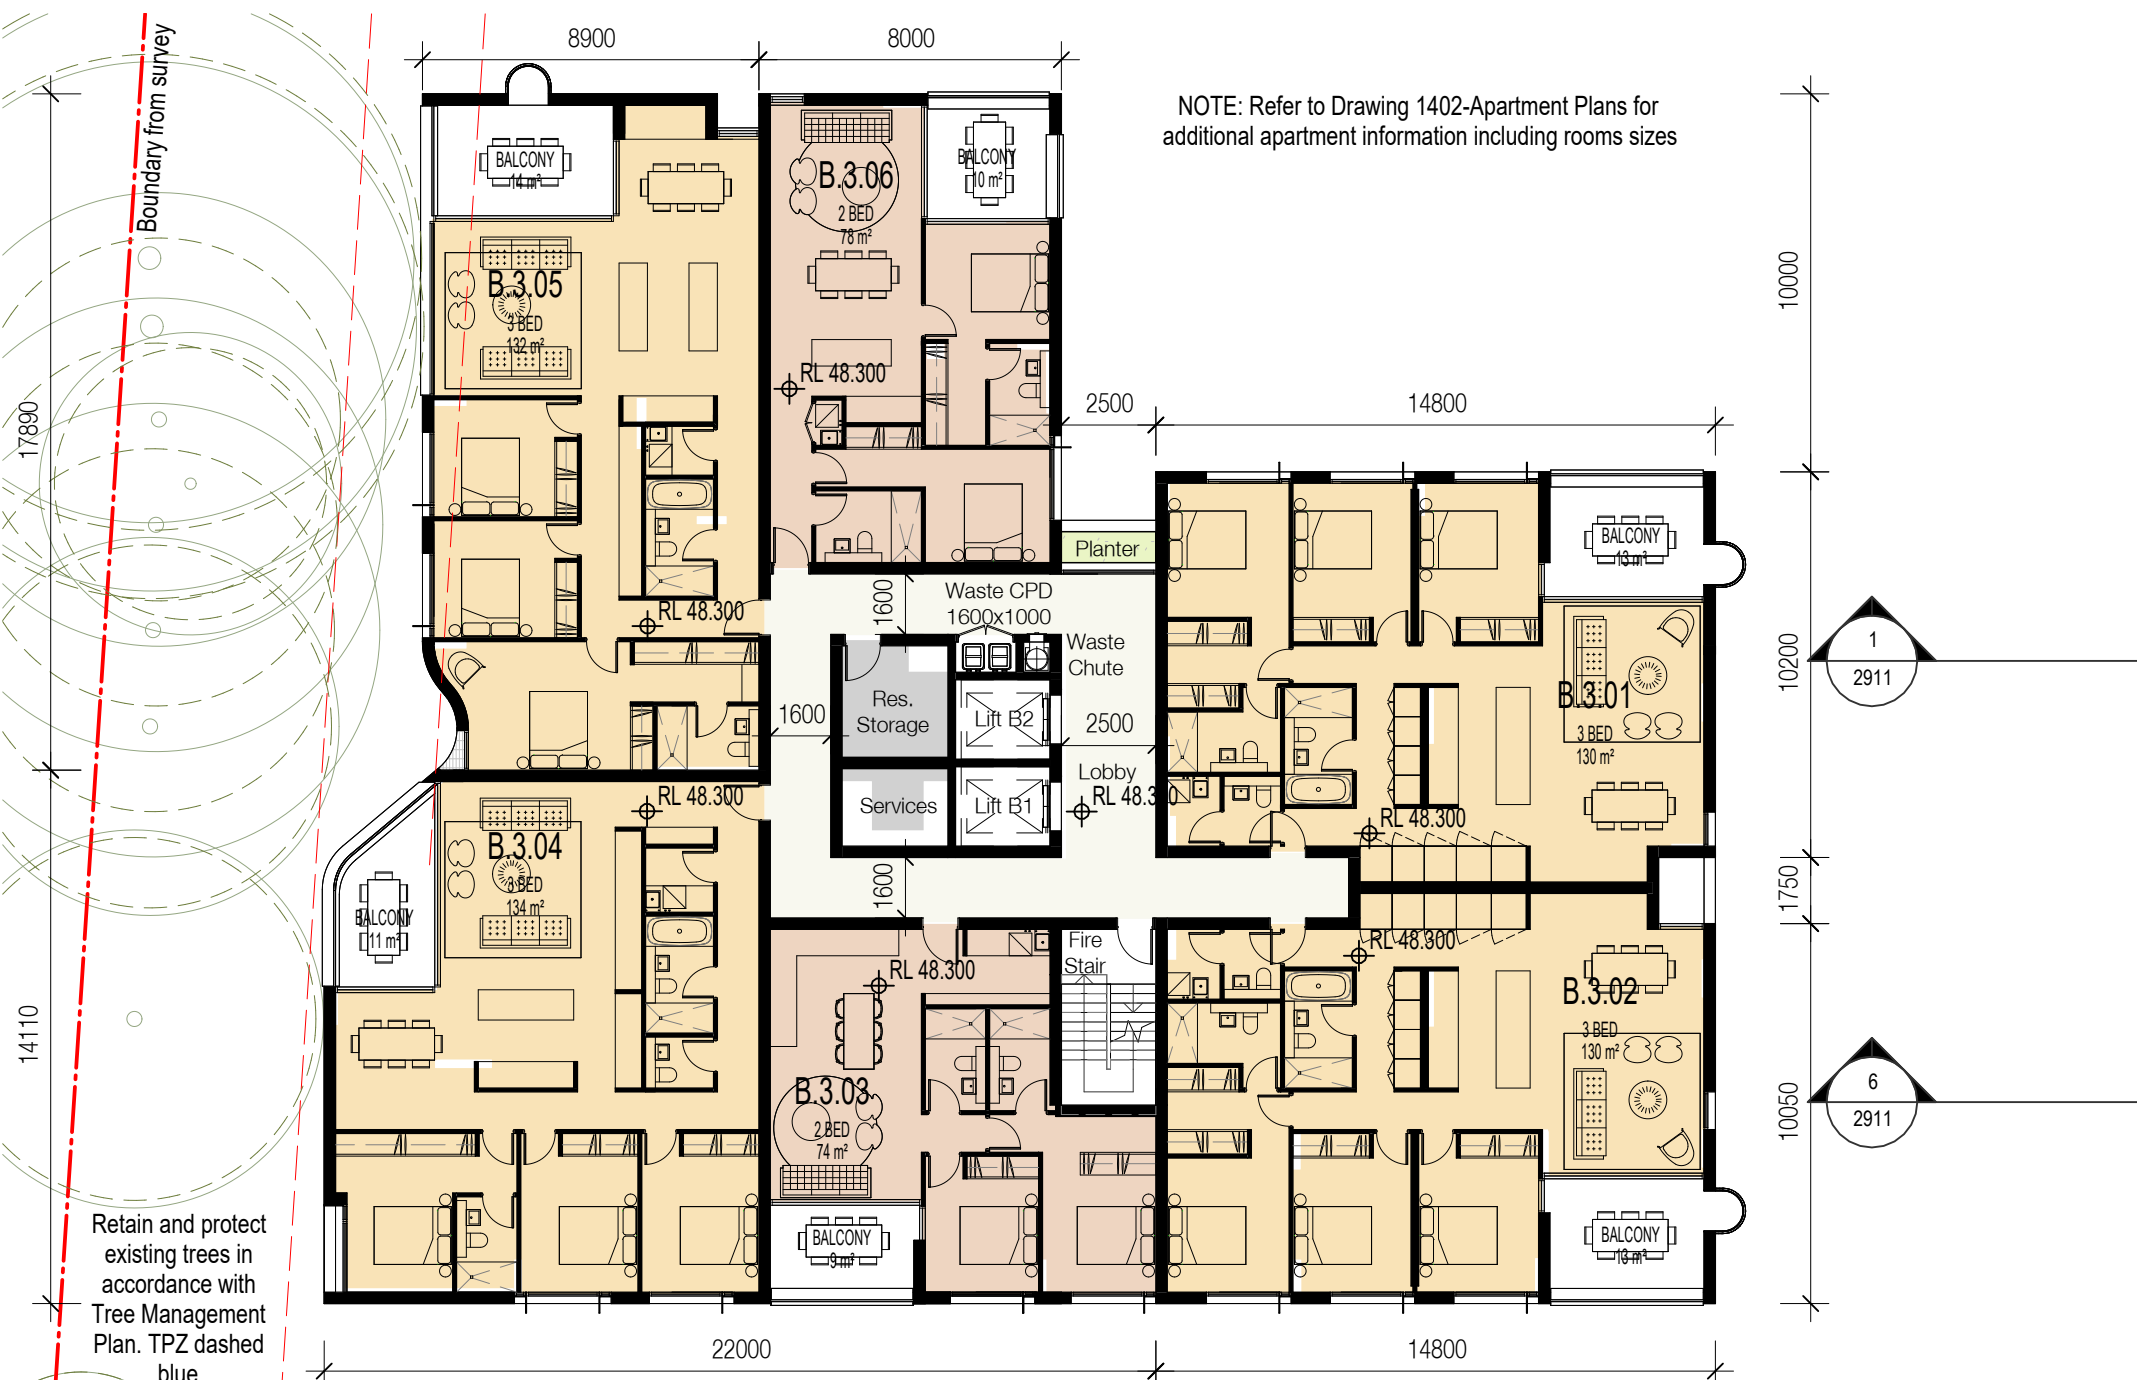 8900
8000
Boundary from survey
NOTE: Refer to Drawing 1402-Apartment Plans for
additional apartment information including rooms sizes
BALCONY
14 m²
B.3.06
2 BED
78 m²
BALCONY
10 m²
B.3.05
3 BED
132 m²
RL 48.300
10000
17890
2500
14800
Planter
BALCONY
13 m²
RL 48.300
1600
Waste CPD
1600x1000
Waste
Chute
1
2911
10200
Res.
Storage
Lift B2
1600
2500
B.3.01
3 BED
130 m²
Services
Lift B1
Lobby
RL 48.300
RL 48.300
RL 48.300
B.3.04
3 BED
134 m²
BALCONY
11 m²
1600
1750
Fire
Stair
RL 48.300
RL 48.300
B.3.02
3 BED
130 m²
14110
B.3.03
2 BED
74 m²
6
2911
10050
BALCONY
9 m²
BALCONY
13 m²
Retain and protect
existing trees in
accordance with
Tree Management
Plan. TPZ dashed
blue
22000
14800